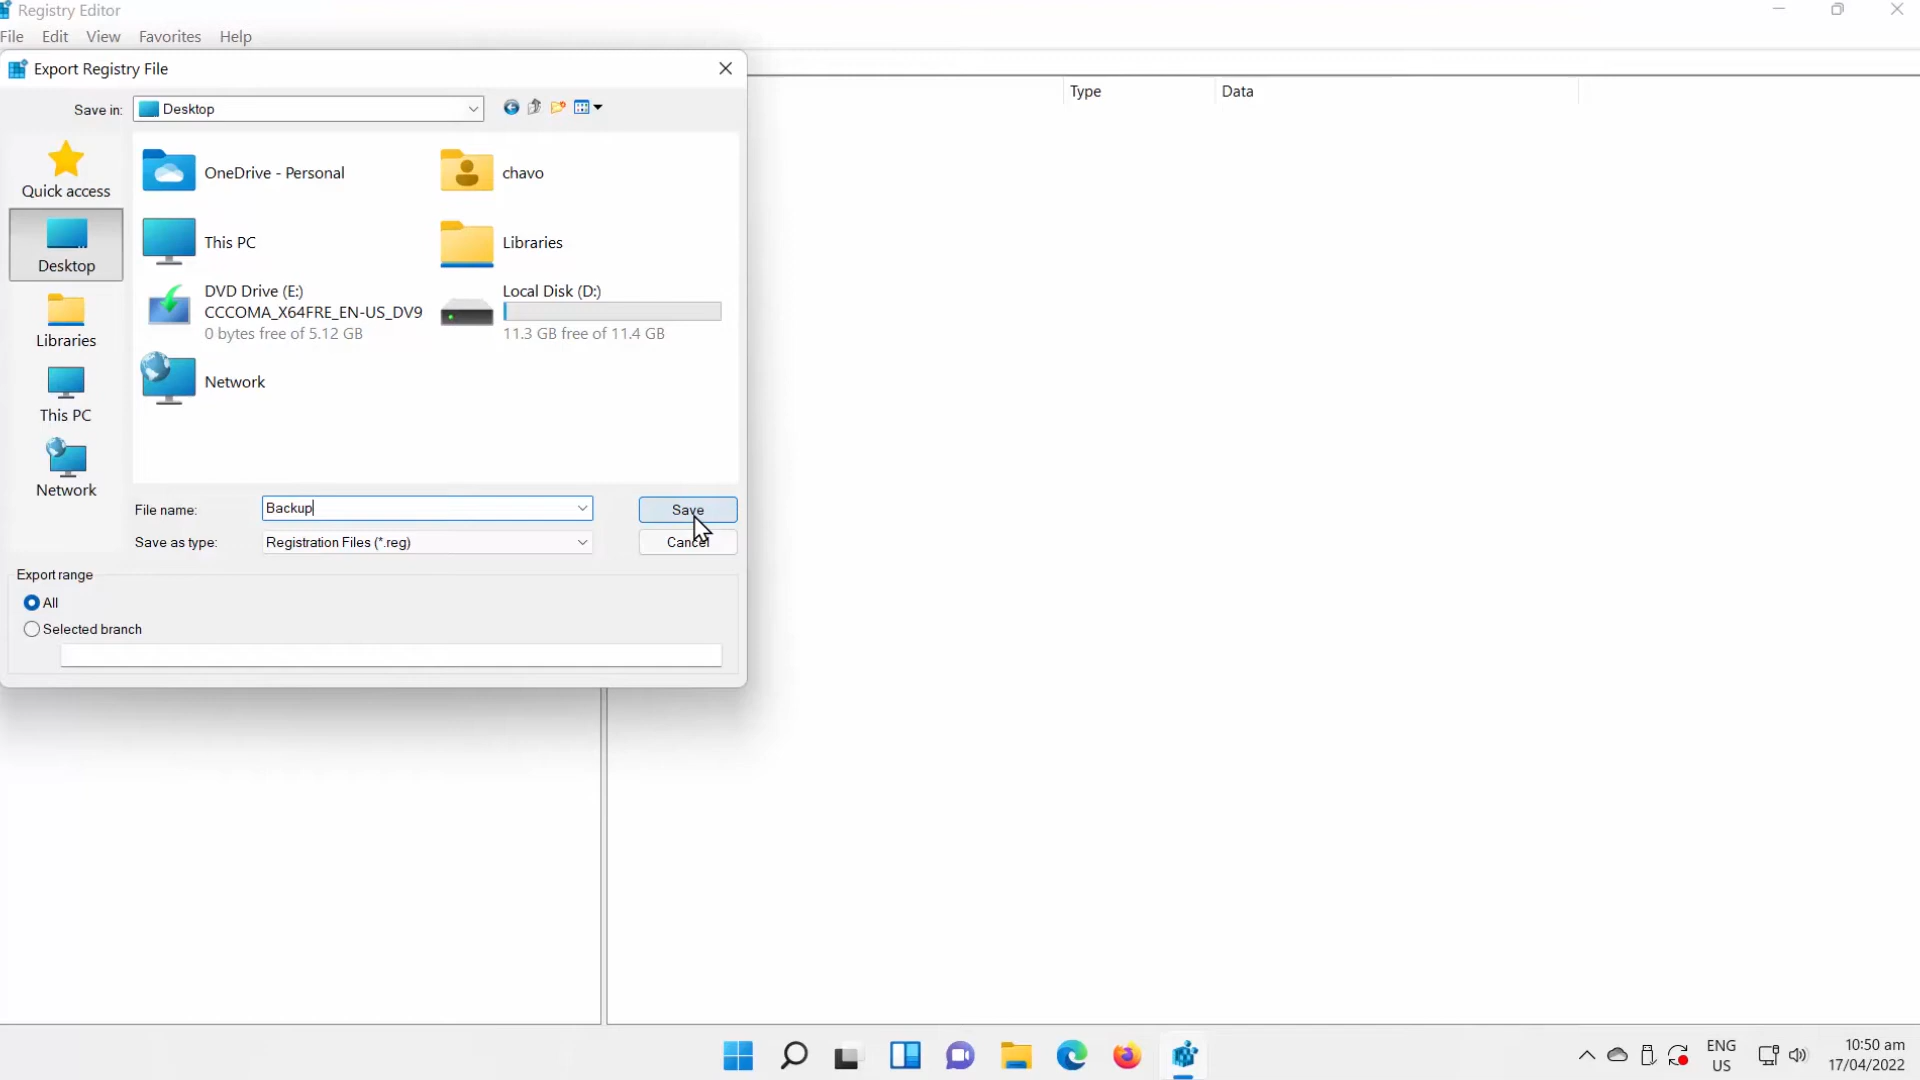 Registry Editor
File Edit View Favorites Help
Export Registry File
Save in: Desktop
Type Data
Quick access
OneDrive - Personal
chavo
Desktop
This PC
Libraries
DVD Drive (E:)
CCCOMA_X64FRE_EN-US_DV9
0 bytes free of 5.12 GB
Local Disk (D:)
11.3 GB free of 11.4 GB
Libraries
This PC
Network
Network
File name: Backup Save
Save as type: Registration Files (*.reg) Cancel
Export range
All
Selected branch
ENG
US
10:50 am
17/04/2022